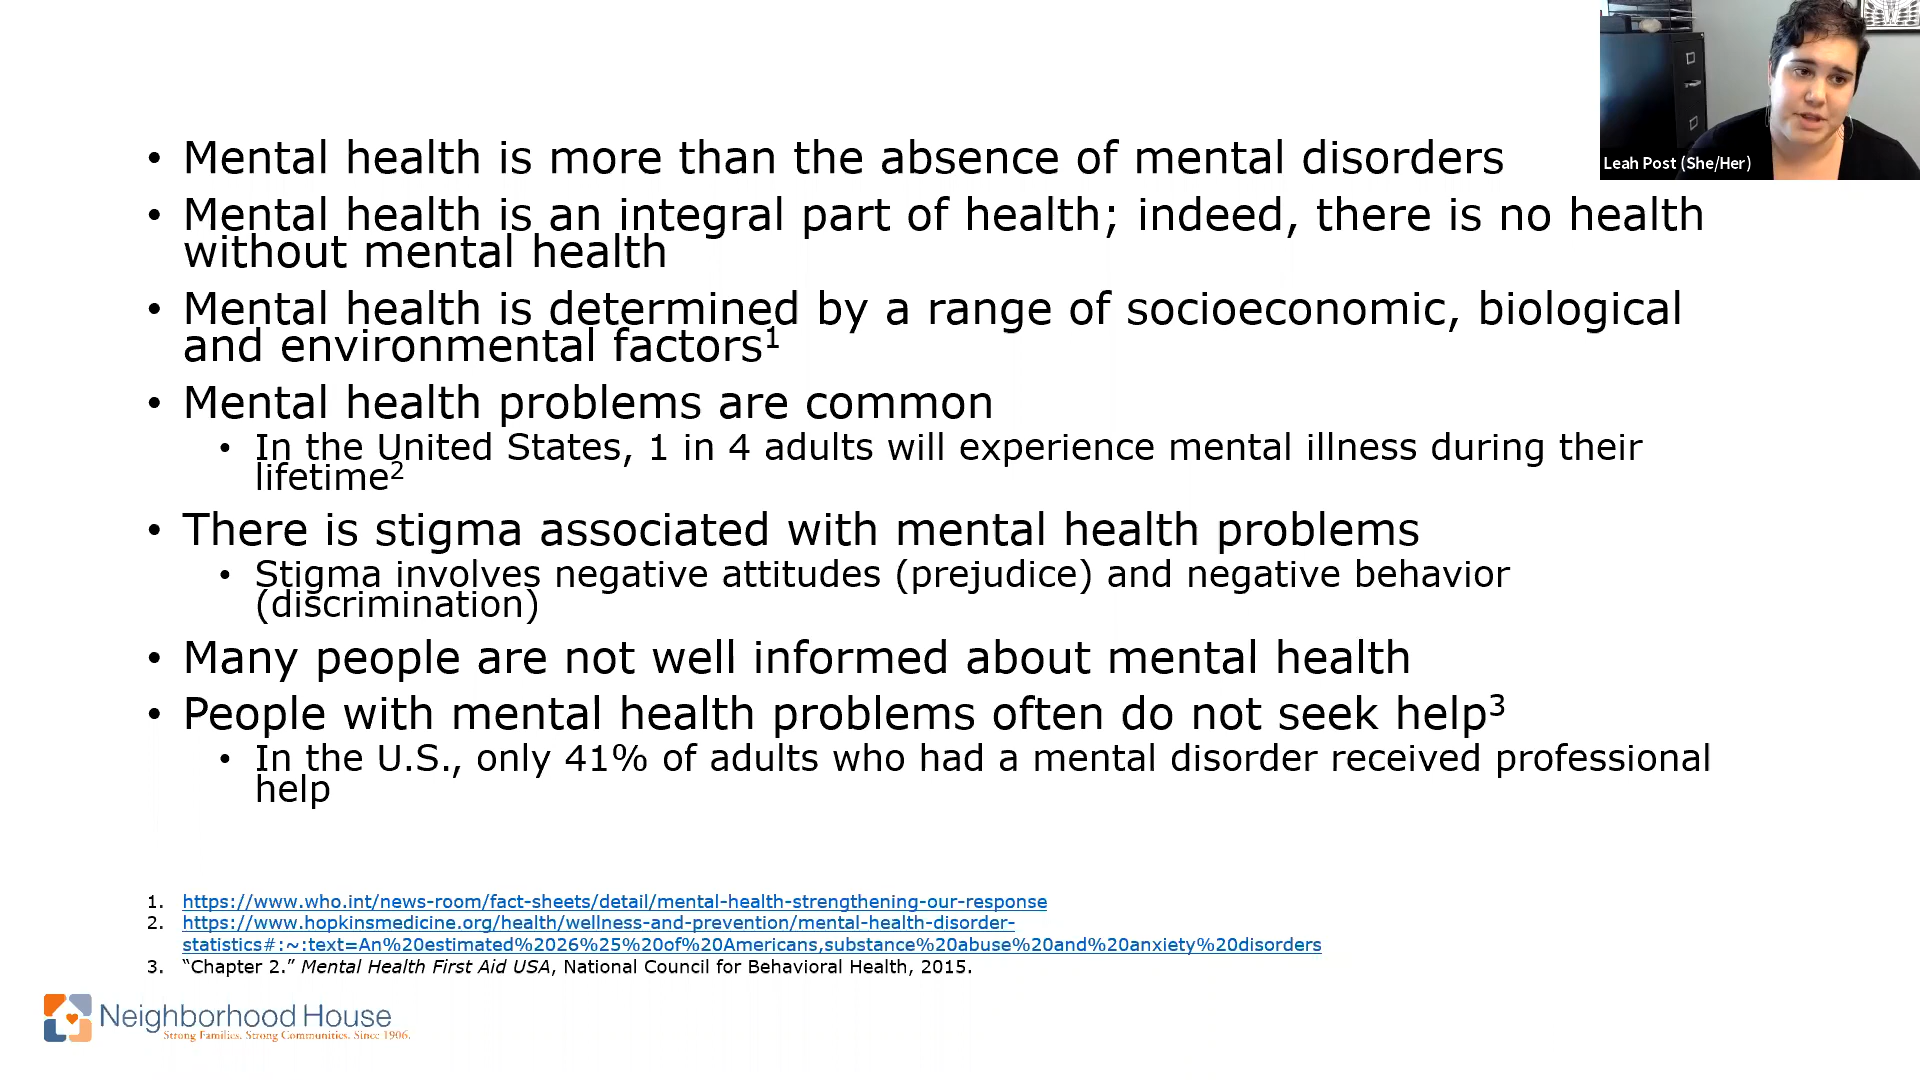 • Mental health is more than the absence of mental disorders
• Mental health is an integral part of health; indeed, there is no health
without mental health
• Mental health is determined by a range of socioeconomic, biological
and environmental factors¹
• Mental health problems are common
• In the United States, 1 in 4 adults will experience mental illness during their
lifetime²
• There is stigma associated with mental health problems
• Stigma involves negative attitudes (prejudice) and negative behavior
(discrimination)
• Many people are not well informed about mental health
• People with mental health problems often do not seek help³
• In the U.S., only 41% of adults who had a mental disorder received professional
help
1. https://www.who.int/news-room/fact-sheets/detail/mental-health-strengthening-our-response
2. https://www.hopkinsmedicine.org/health/wellness-and-prevention/mental-health-disorder-
statistics#:~:text=An%20estimated%2026%25%20of%20Americans,substance%20abuse%20and%20anxiety%20disorders
3. “Chapter 2.” Mental Health First Aid USA, National Council for Behavioral Health, 2015.
Neighborhood House
Strong Families. Strong Communities. Since 1906.
Leah Post (She/Her)